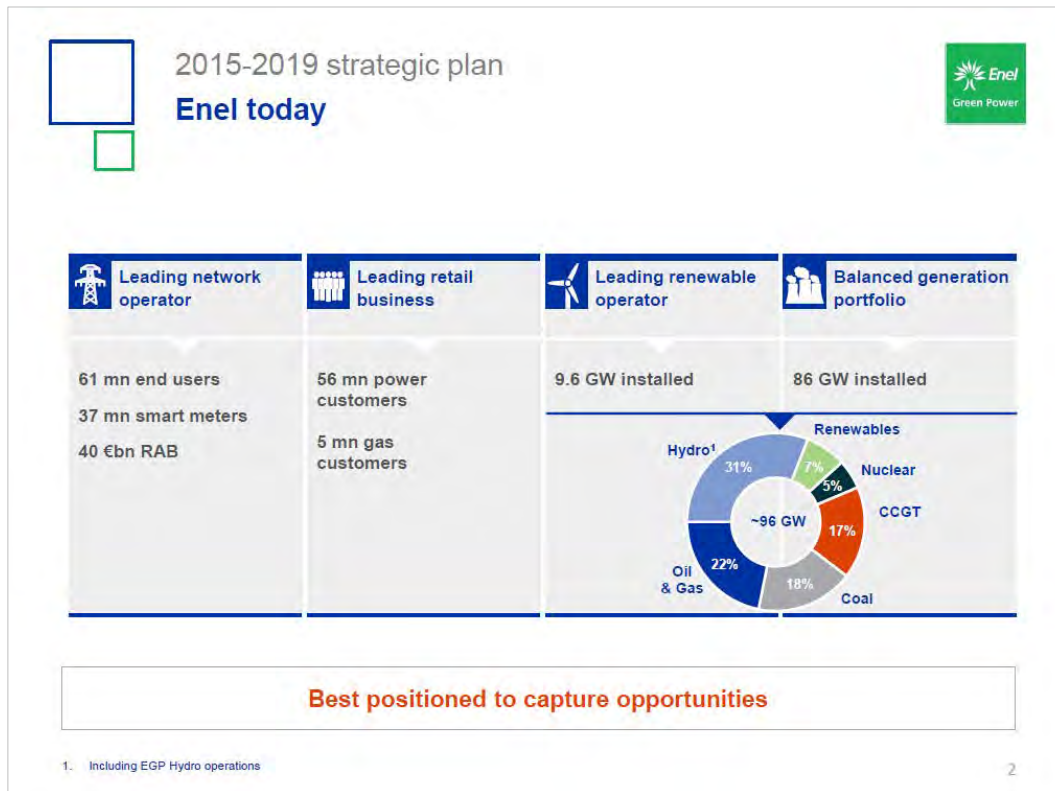 2015-2019 strategic plan
Enel today
Enel
Green Power
Leading network
operator
61 mn end users
37 mn smart meters
40 €bn RAB
Leading retail
business
56 mn power
customers
5 mn gas
customers
Leading renewable
operator
9.6 GW installed
Balanced generation
portfolio
86 GW installed
Renewables
7%
Nuclear
5%
CCGT
17%
Coal
18%
Oil
& Gas
22%
Hydro¹
31%
~96 GW
Best positioned to capture opportunities
1. Including EGP Hydro operations
2